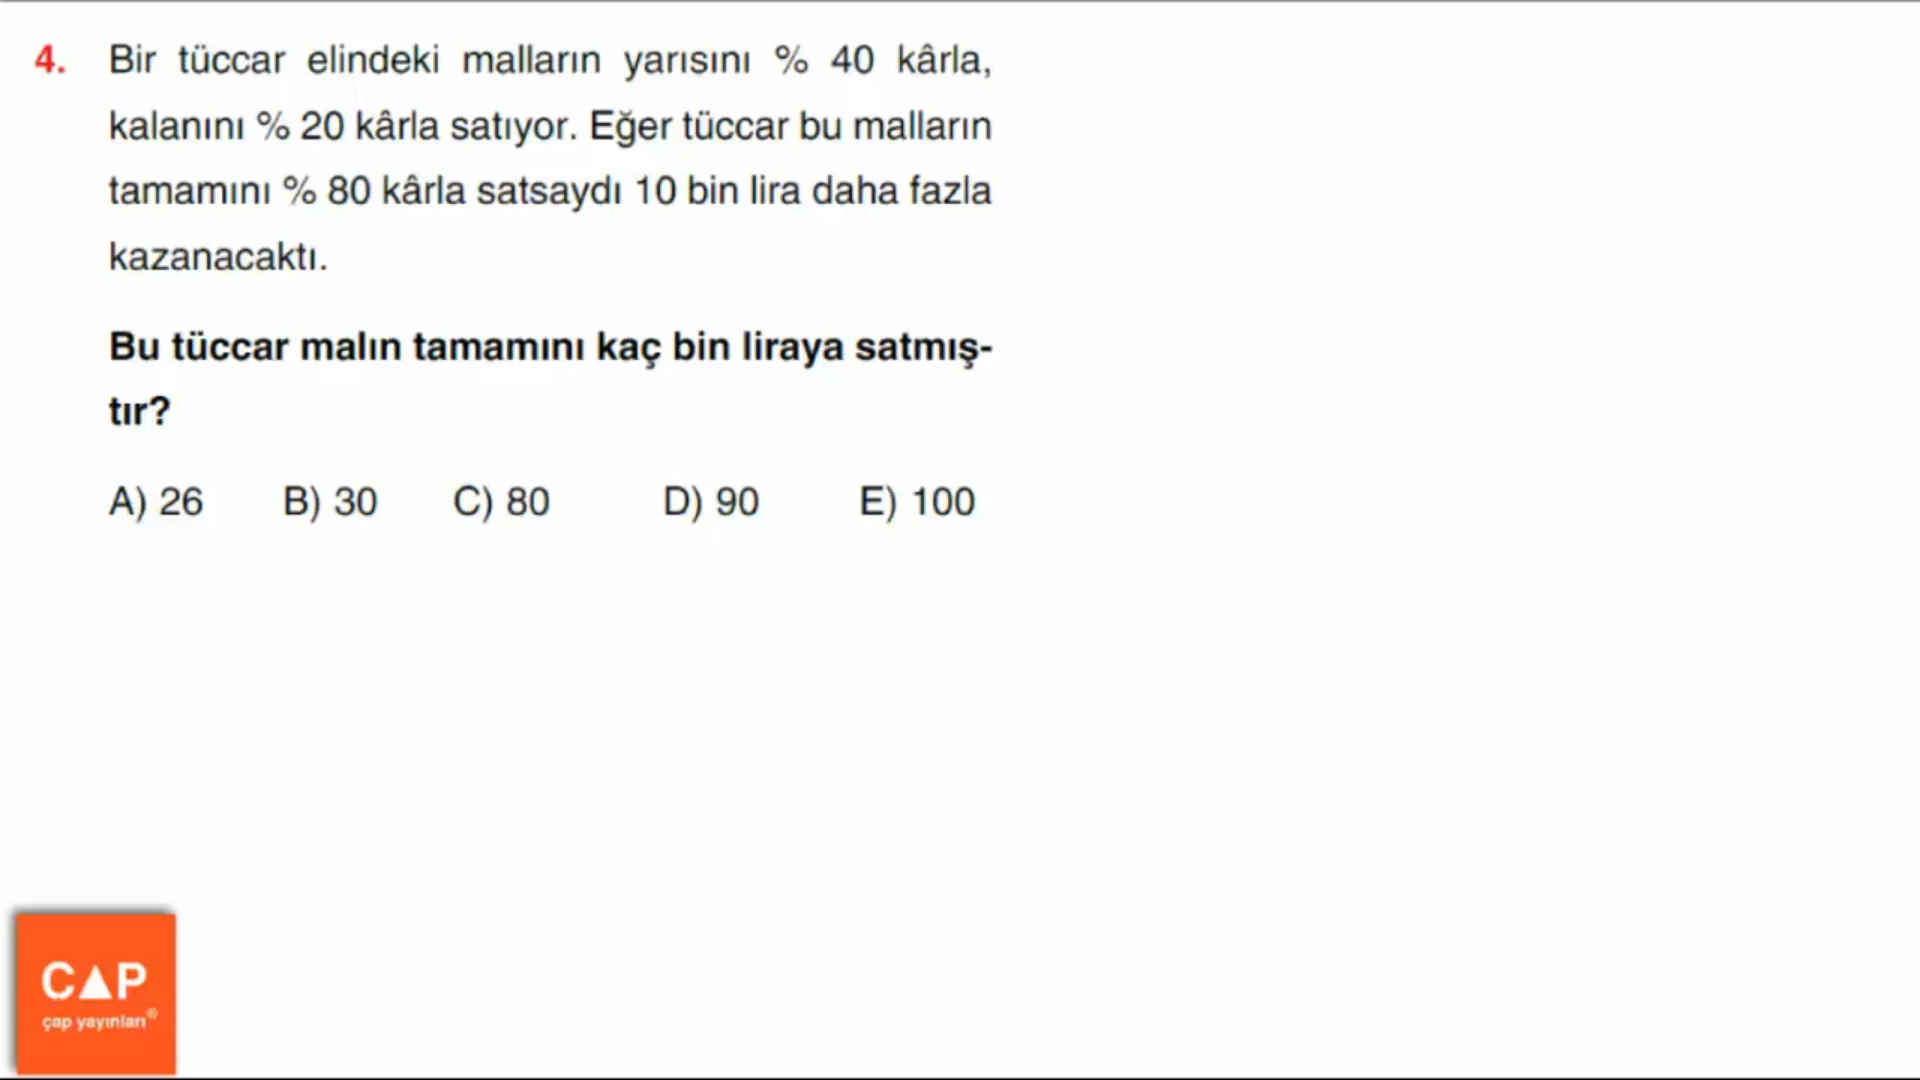 4. Bir tüccar elindeki malların yarısını % 40 kârla,
kalanını % 20 kârla satıyor. Eğer tüccar bu malların
tamamını % 80 kârla satsaydı 10 bin lira daha fazla
kazanacaktı.
Bu tüccar malın tamamını kaç bin liraya satmış-
tır?
A) 26 B) 30 C) 80 D) 90 E) 100
CAP
çap yayınları®